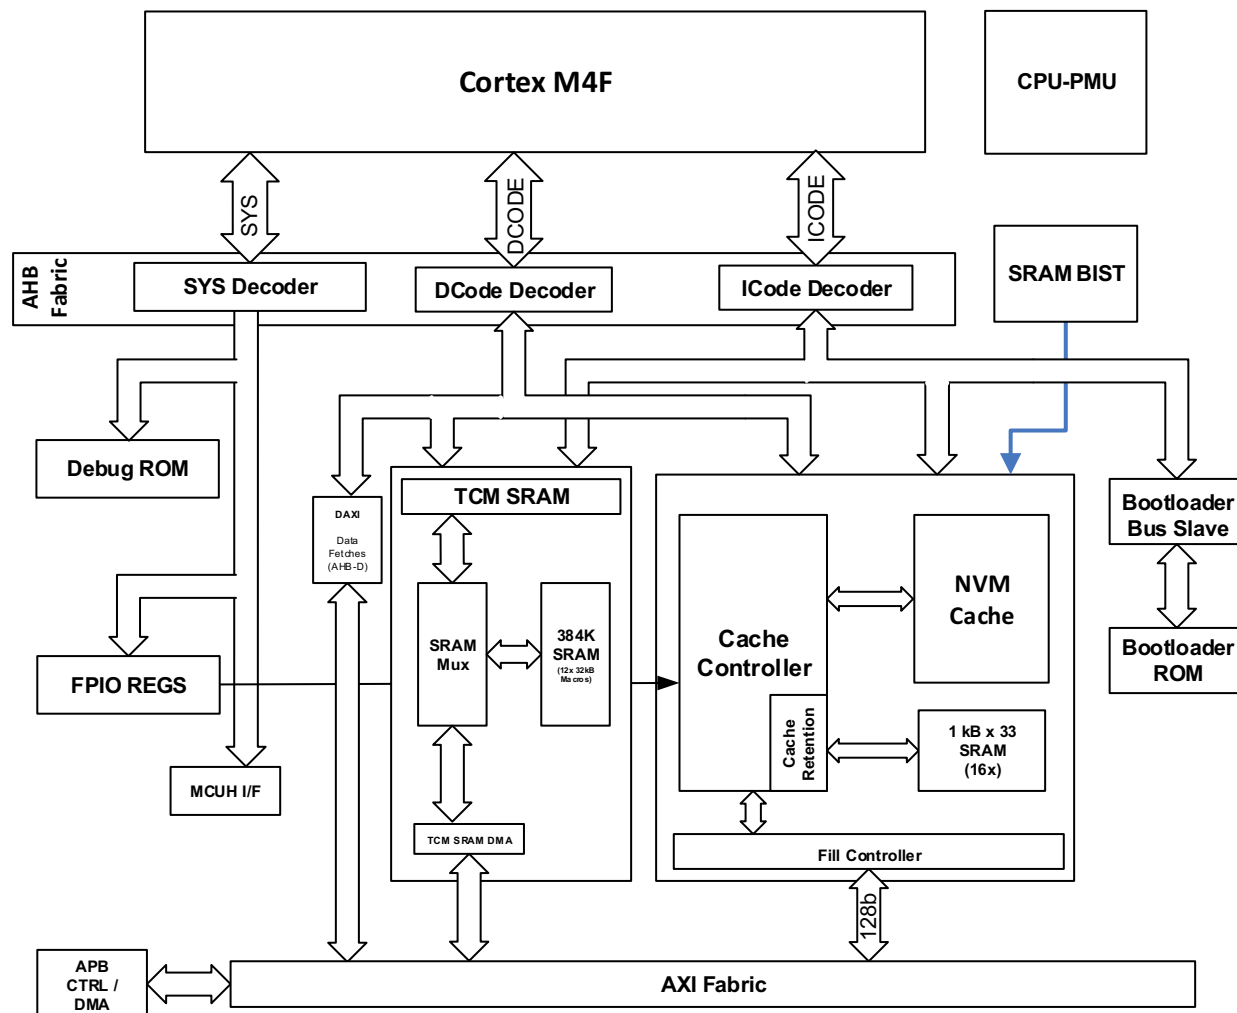 Cortex M4F
CPU-PMU
SYS
DCODE
ICODE
AHB
Fabric
SYS Decoder
DCode Decoder
ICode Decoder
SRAM BIST
Debug ROM
TCM SRAM
DAXI
Data
Fetches
(AHB-D)
Bootloader
Bus Slave
SRAM
Mux
384K
SRAM
(12x 32kB
Macros)
Cache
Controller
NVM
Cache
Bootloader
ROM
FPIO REGS
Cache
Retention
1 kB x 33
SRAM
(16x)
MCUH I/F
TCM SRAM DMA
Fill Controller
128b
APB
CTRL /
DMA
AXI Fabric